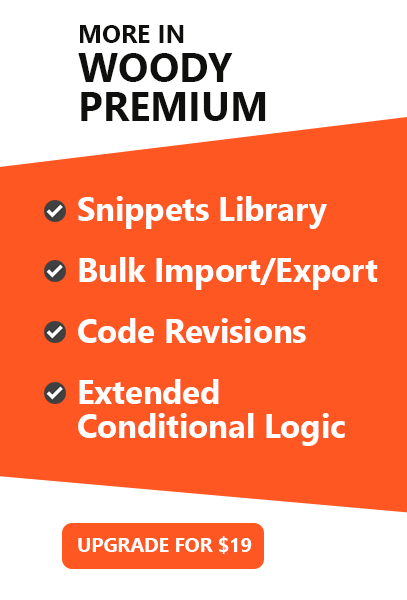 MORE IN
WOODY
PREMIUM
Snippets Library
Bulk Import/Export
Code Revisions
Extended
Conditional Logic
UPGRADE FOR $19